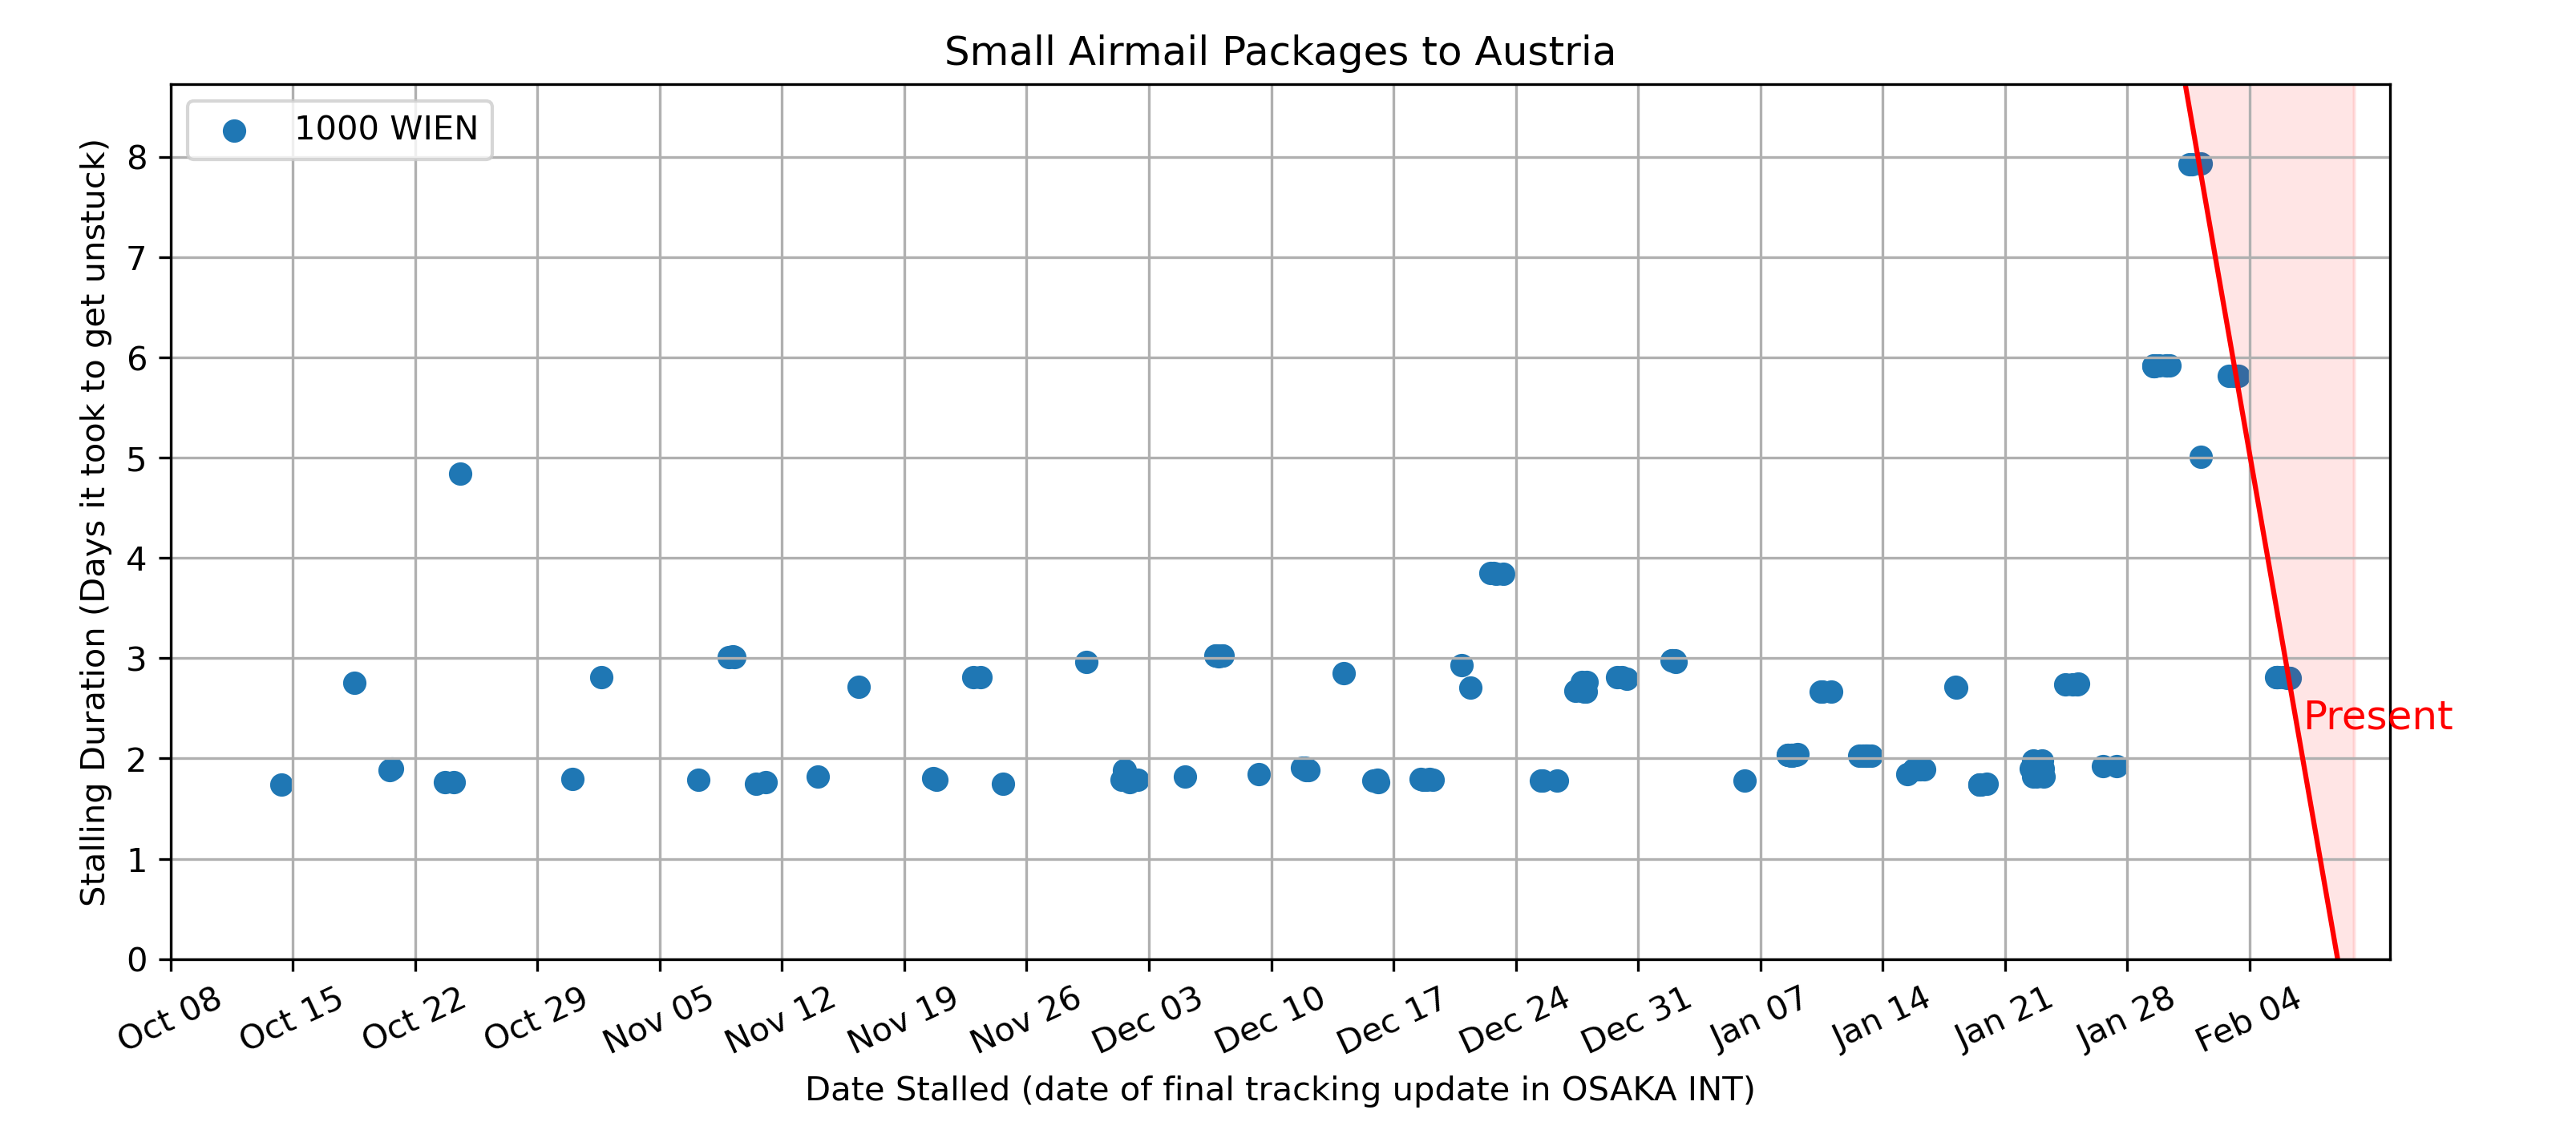 Small Airmail Packages to Austria
1000 WIEN
Stalling Duration (Days it took to get unstuck)
8
7
6
5
4
3
2
1
0
Present
Oct 08
Oct 15
Oct 22
Oct 29
Nov 05
Nov 12
Nov 19
Nov 26
Dec 03
Dec 10
Dec 17
Dec 24
Dec 31
Jan 07
Jan 14
Jan 21
Jan 28
Feb 04
Date Stalled (date of final tracking update in OSAKA INT)